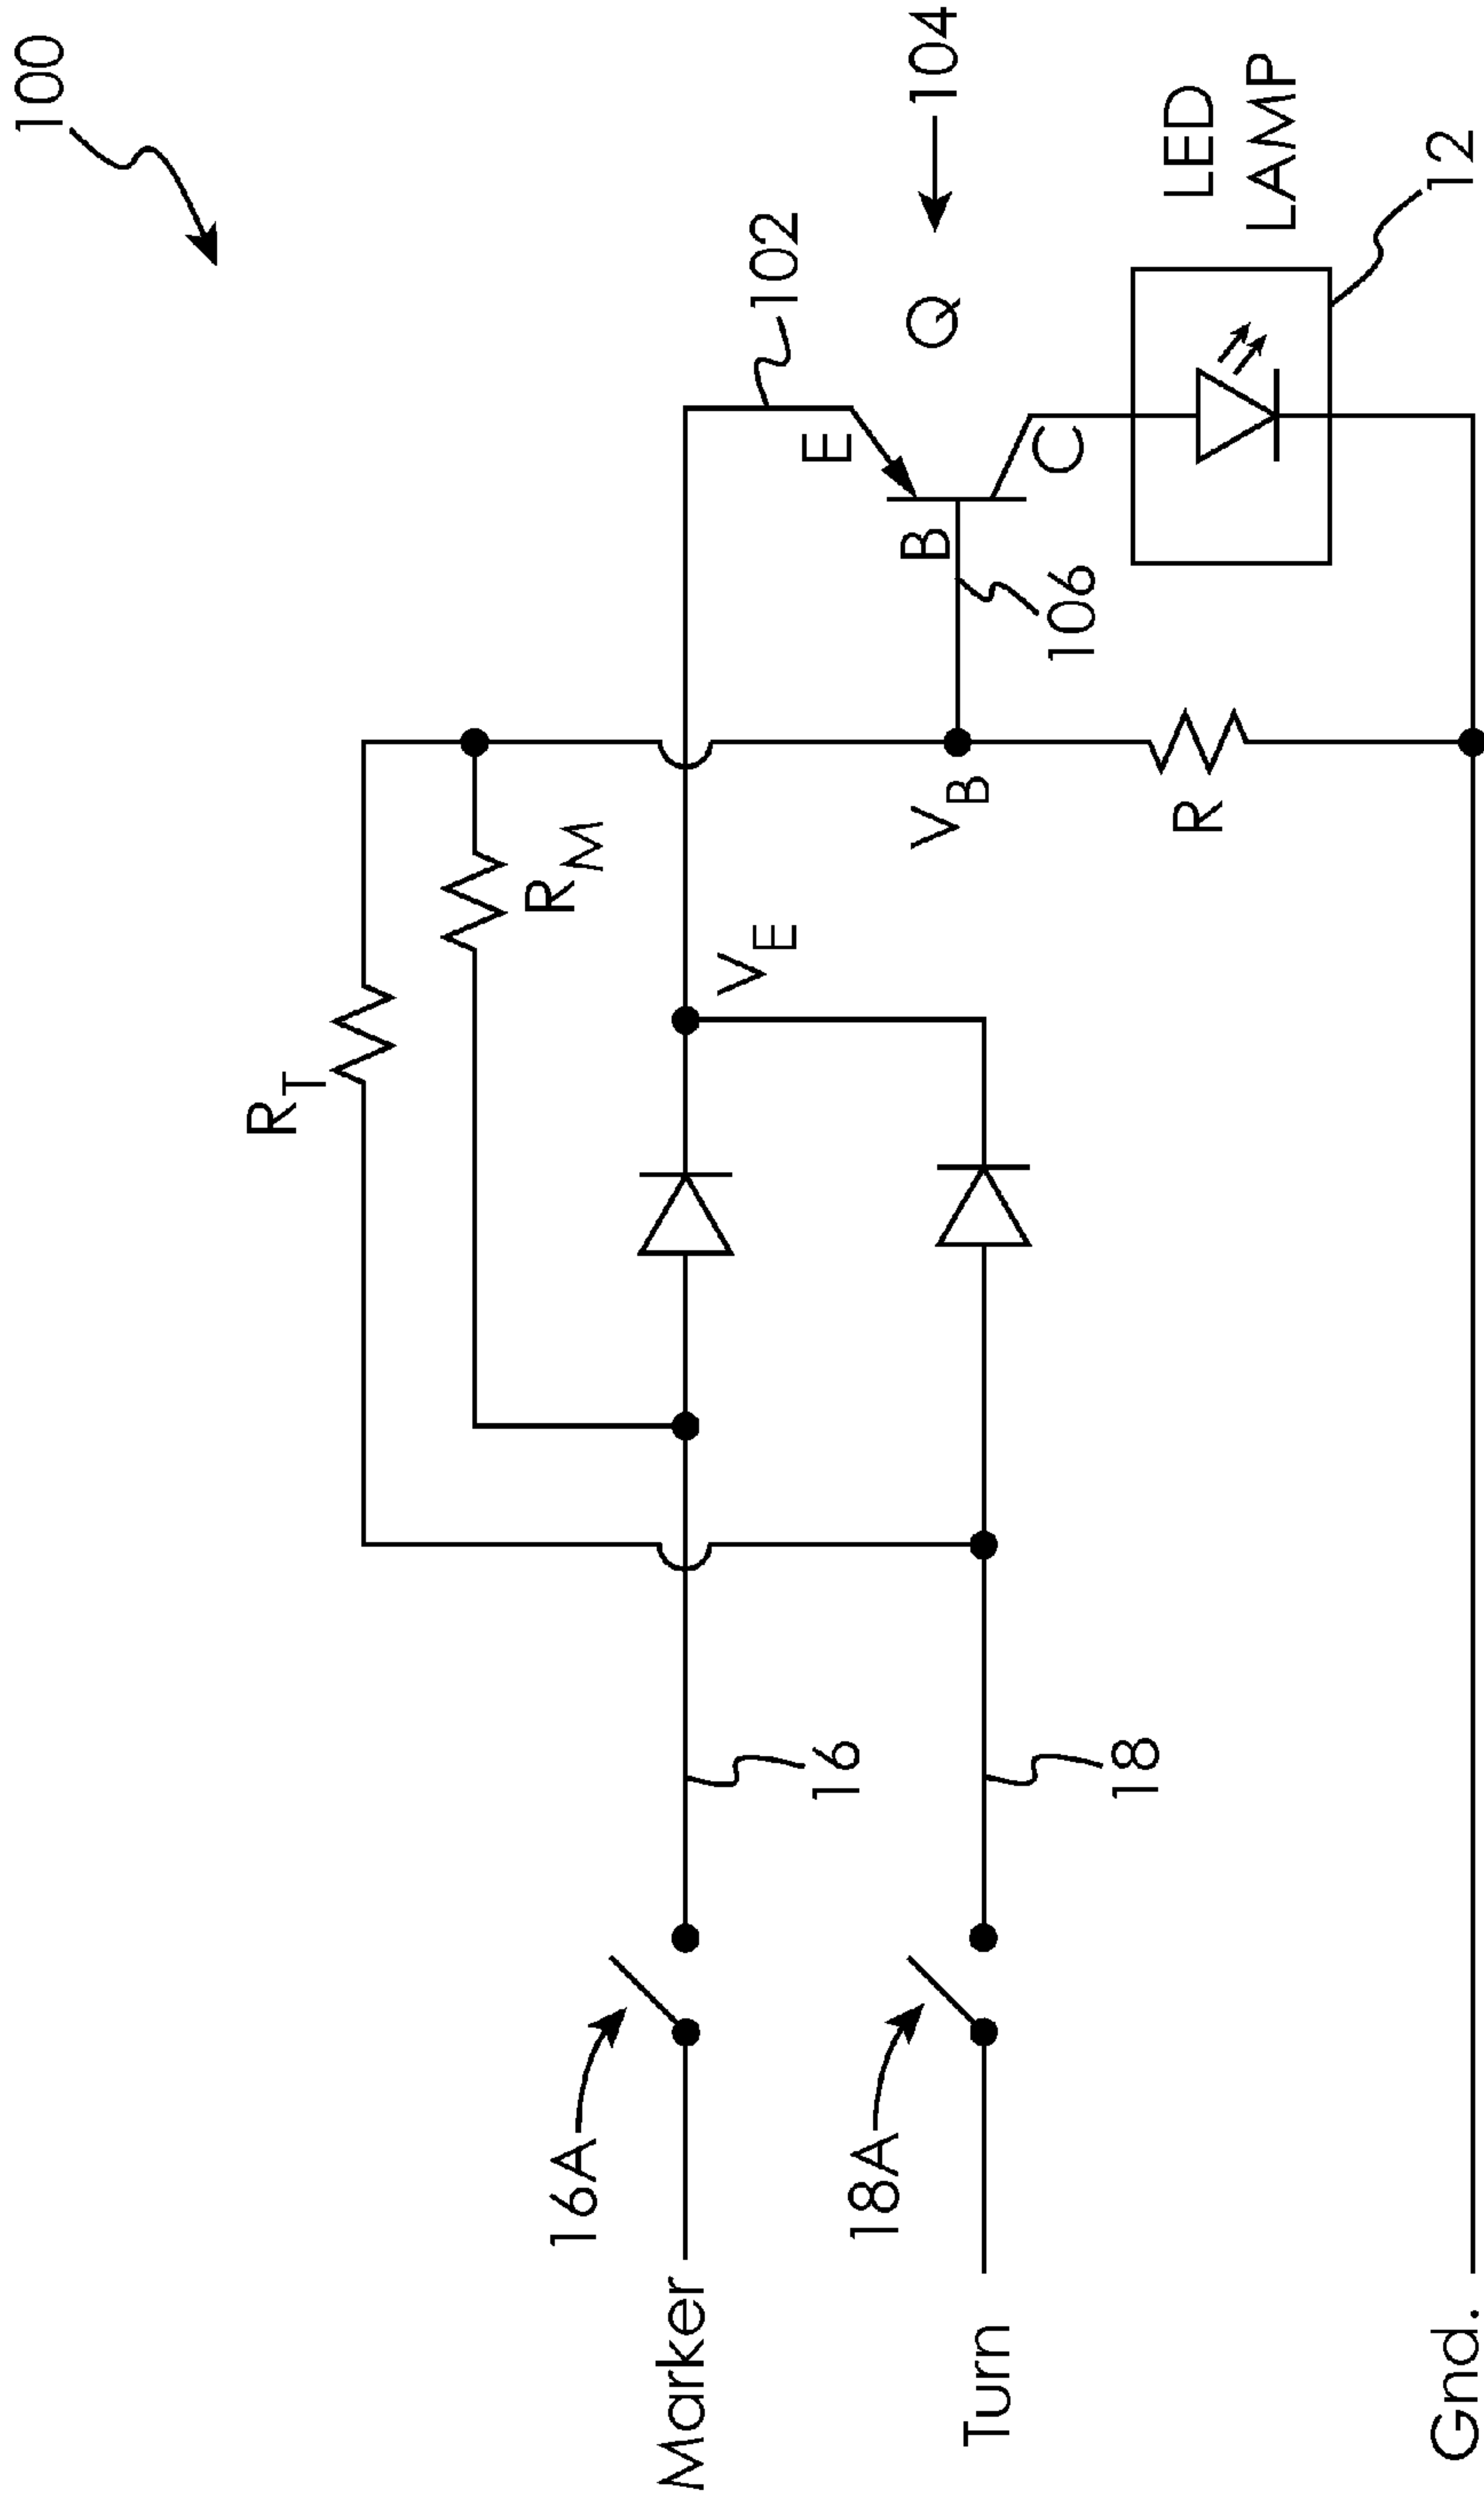 100
R_T
R_M
V_E
E
102
Q
104
B
106
C
V_B
R
LED
LAMP
12
16A
16
Marker
18A
18
Turn
Gnd.